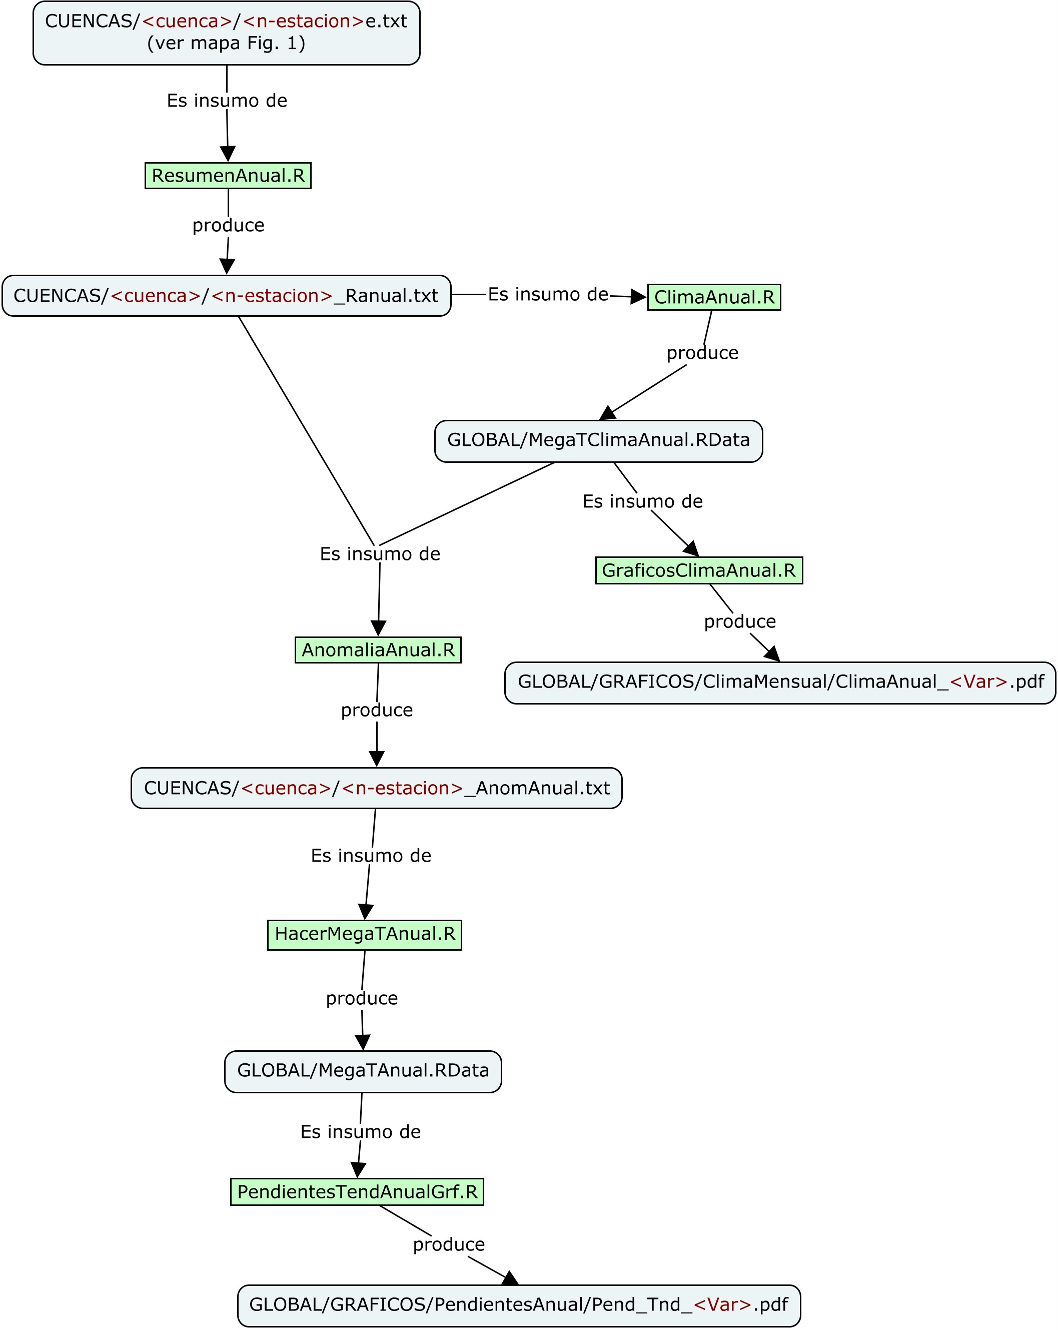 CUENCAS/<cuenca>/<n-estacion>e.txt
(ver mapa Fig. 1)
Es insumo de
ResumenAnual.R
produce
CUENCAS/<cuenca>/<n-estacion>_Ranual.txt
Es insumo de
ClimaAnual.R
produce
GLOBAL/MegaTClimaAnual.RData
Es insumo de
GraficosClimaAnual.R
produce
GLOBAL/GRAFICOS/ClimaMensual/ClimaAnual_<Var>.pdf
Es insumo de
AnomaliaAnual.R
produce
CUENCAS/<cuenca>/<n-estacion>_AnomAnual.txt
Es insumo de
HacerMegaTAnual.R
produce
GLOBAL/MegaTAnual.RData
Es insumo de
PendientesTendAnualGrf.R
produce
GLOBAL/GRAFICOS/PendientesAnual/Pend_Tnd_<Var>.pdf